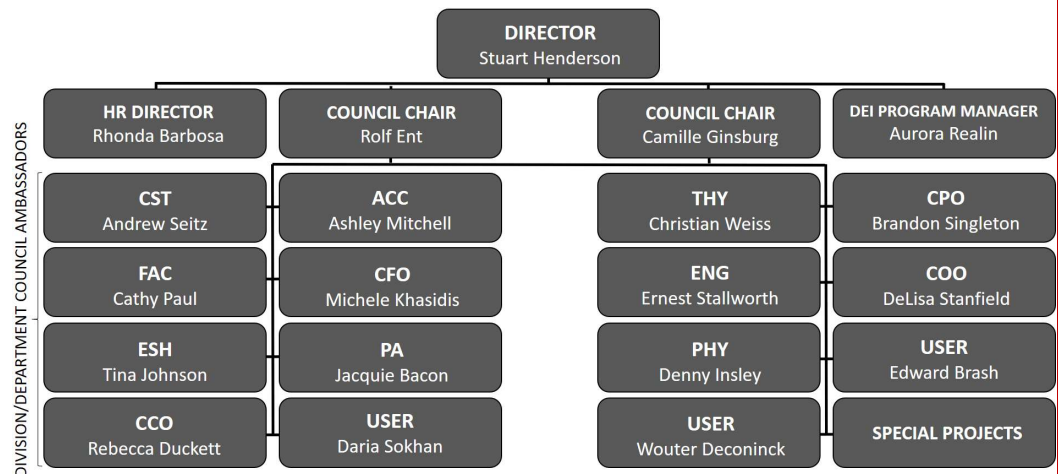 DIRECTOR
Stuart Henderson
HR DIRECTOR
Rhonda Barbosa
COUNCIL CHAIR
Rolf Ent
COUNCIL CHAIR
Camille Ginsburg
DEI PROGRAM MANAGER
Aurora Realin
DIVISION/DEPARTMENT COUNCIL AMBASSADORS
CST
Andrew Seitz
ACC
Ashley Mitchell
THY
Christian Weiss
CPO
Brandon Singleton
FAC
Cathy Paul
CFO
Michele Khasidis
ENG
Ernest Stallworth
COO
DeLisa Stanfield
ESH
Tina Johnson
PA
Jacquie Bacon
PHY
Denny Insley
USER
Edward Brash
CCO
Rebecca Duckett
USER
Daria Sokhan
USER
Wouter Deconinck
SPECIAL PROJECTS